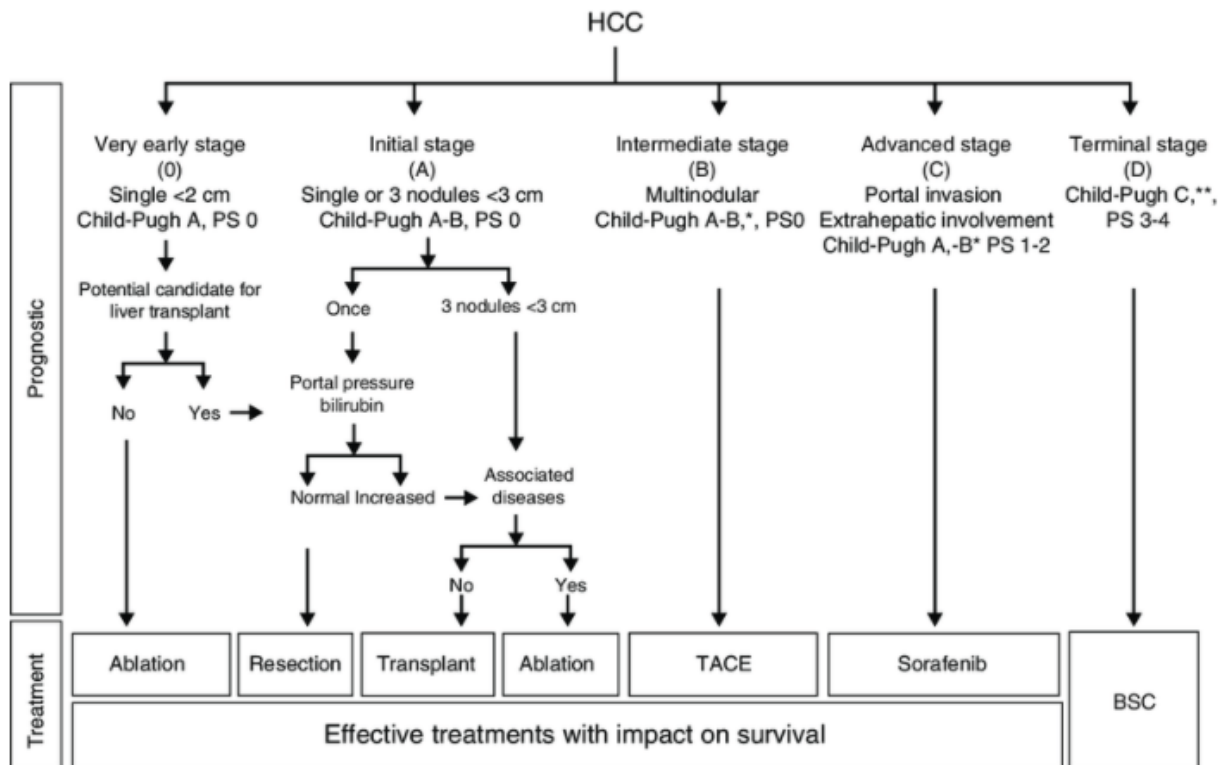 HCC
Prognostic
Very early stage
(0)
Single <2 cm
Child-Pugh A, PS 0
Initial stage
(A)
Single or 3 nodules <3 cm
Child-Pugh A-B, PS 0
Intermediate stage
(B)
Multinodular
Child-Pugh A-B,*, PS0
Advanced stage
(C)
Portal invasion
Extrahepatic involvement
Child-Pugh A,-B* PS 1-2
Terminal stage
(D)
Child-Pugh C,**,
PS 3-4
Potential candidate for
liver transplant
No
Yes
Once
3 nodules <3 cm
Portal pressure
bilirubin
Normal
Increased
Associated
diseases
No
Yes
Treatment
Ablation
Resection
Transplant
Ablation
TACE
Sorafenib
BSC
Effective treatments with impact on survival